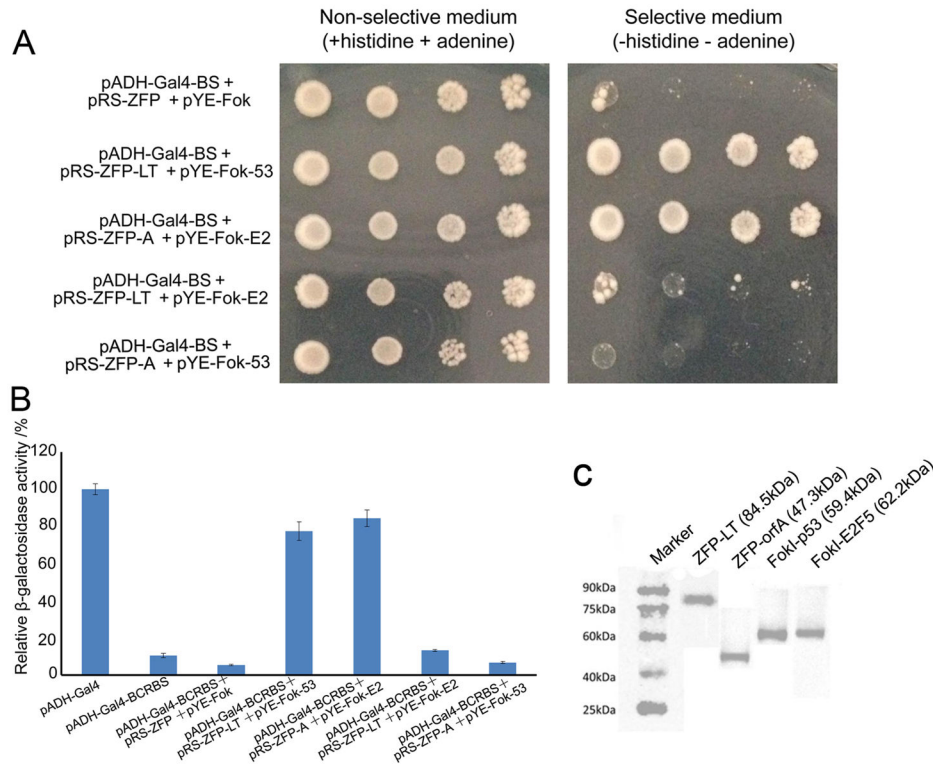 A
Non-selective medium
(+histidine + adenine)
Selective medium
(-histidine - adenine)
pADH-Gal4-BS +
pRS-ZFP + pYE-Fok
pADH-Gal4-BS +
pRS-ZFP-LT + pYE-Fok-53
pADH-Gal4-BS +
pRS-ZFP-A + pYE-Fok-E2
pADH-Gal4-BS +
pRS-ZFP-LT + pYE-Fok-E2
pADH-Gal4-BS +
pRS-ZFP-A + pYE-Fok-53
B
Relative β-galactosidase activity /%
120
100
80
60
40
20
0
pADH-Gal4
pADH-Gal4-BCRBS
pADH-Gal4-BCRBS+
pRS-ZFP +pYE-Fok
pADH-Gal4-BCRBS+
pRS-ZFP-LT +pYE-Fok-53
pADH-Gal4-BCRBS+
pRS-ZFP-A +pYE-Fok-E2
pADH-Gal4-BCRBS+
pRS-ZFP-LT +pYE-Fok-E2
pADH-Gal4-BCRBS+
pRS-ZFP-A +pYE-Fok-53
C
Marker
ZFP-LT (84.5kDa)
ZFP-orfA (47.3kDa)
FokI-p53 (59.4kDa)
FokI-E2F5 (62.2kDa)
90kDa
75kDa
60kDa
40kDa
25kDa